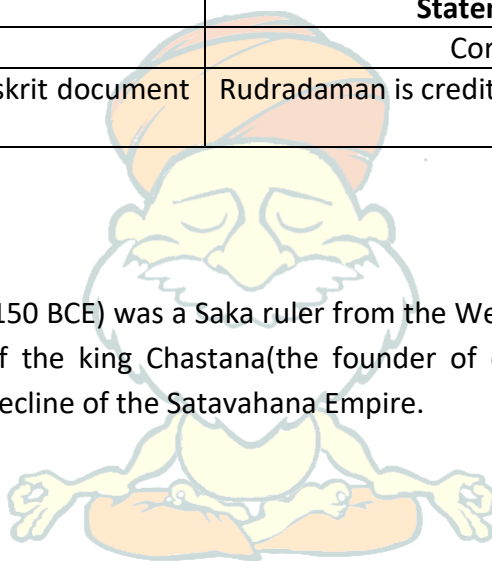 State
Cor
skrit document Rudradaman is credit
150 BCE) was a Saka ruler from the We
f the king Chastana(the founder of
ecline of the Satavahana Empire.